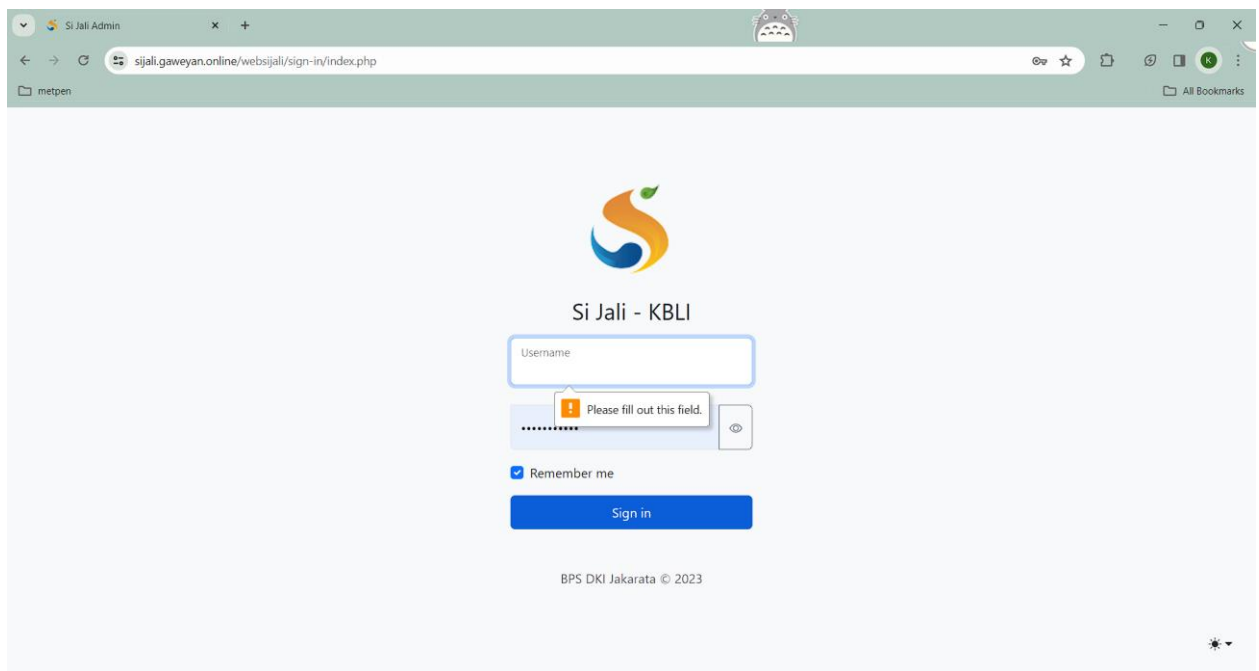 Si Jali Admin
sijali.gaweyan.online/websijali/sign-in/index.php
K
metpen
All Bookmarks
Si Jali - KBLI
Username
Please fill out this field.
•••••••••••
Remember me
Sign in
BPS DKI Jakarata © 2023